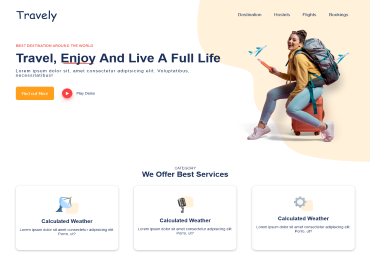 Travely
Destination Hostels Flights Bookings
BEST DESTINATION AROUND THE WORLD
Travel, Enjoy And Live A Full Life
Lorem ipsum dolor sit, amet consectetur adipisicing elit. Voluptatibus,
necessitatibus!
Find out More Play Demo
CATEGORY
We Offer Best Services
Calculated Weather
Lorem ipsum dolor sit amet consectetur adipisicing elit.
Porro, ut?
Calculated Weather
Lorem ipsum dolor sit amet consectetur adipisicing elit.
Porro, ut?
Calculated Weather
Lorem ipsum dolor sit amet consectetur adipisicing elit.
Porro, ut?